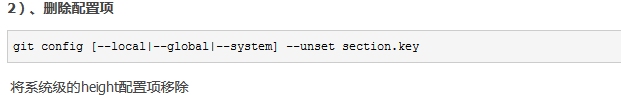 2）、删除配置项
git config [--local|--global|--system] --unset section.key
将系统级的height配置项移除